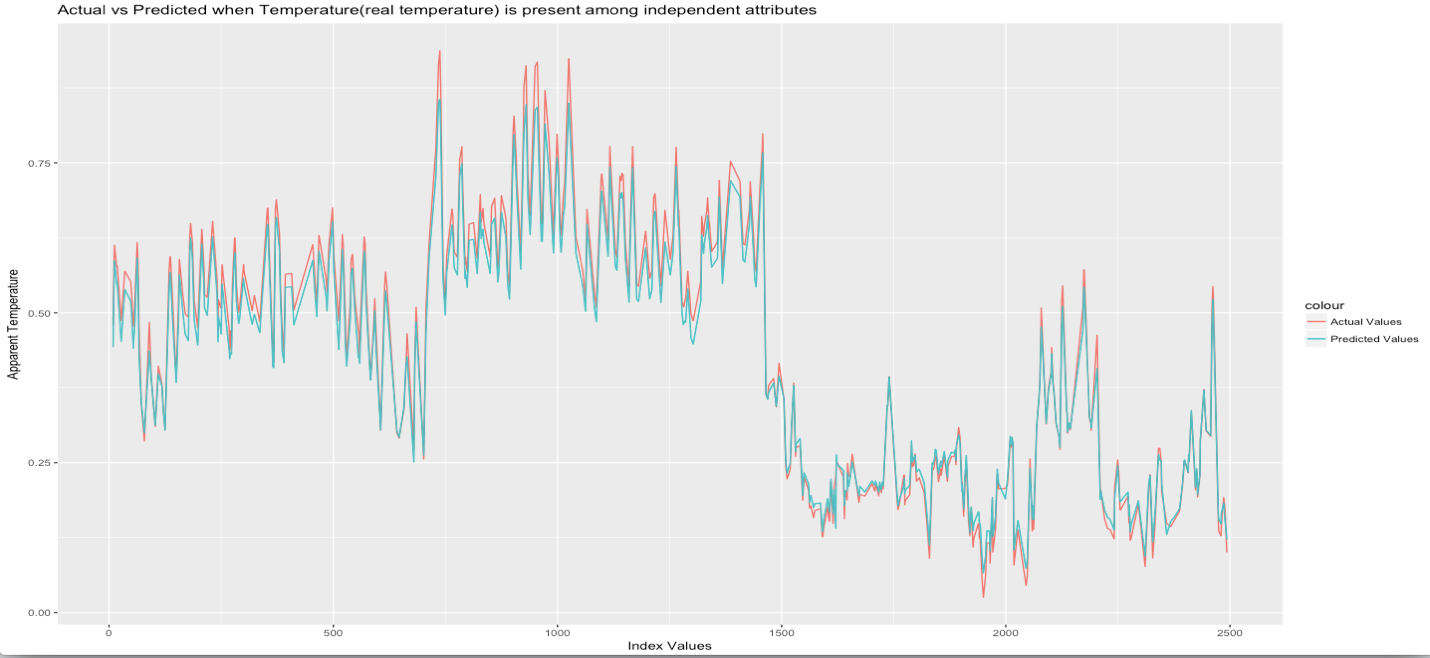 Actual vs Predicted when Temperature(real temperature) is present among independent attributes
Apparent Temperature
0.75
0.50
0.25
0.00
0
500
1000
1500
2000
2500
Index Values
colour
Actual Values
Predicted Values